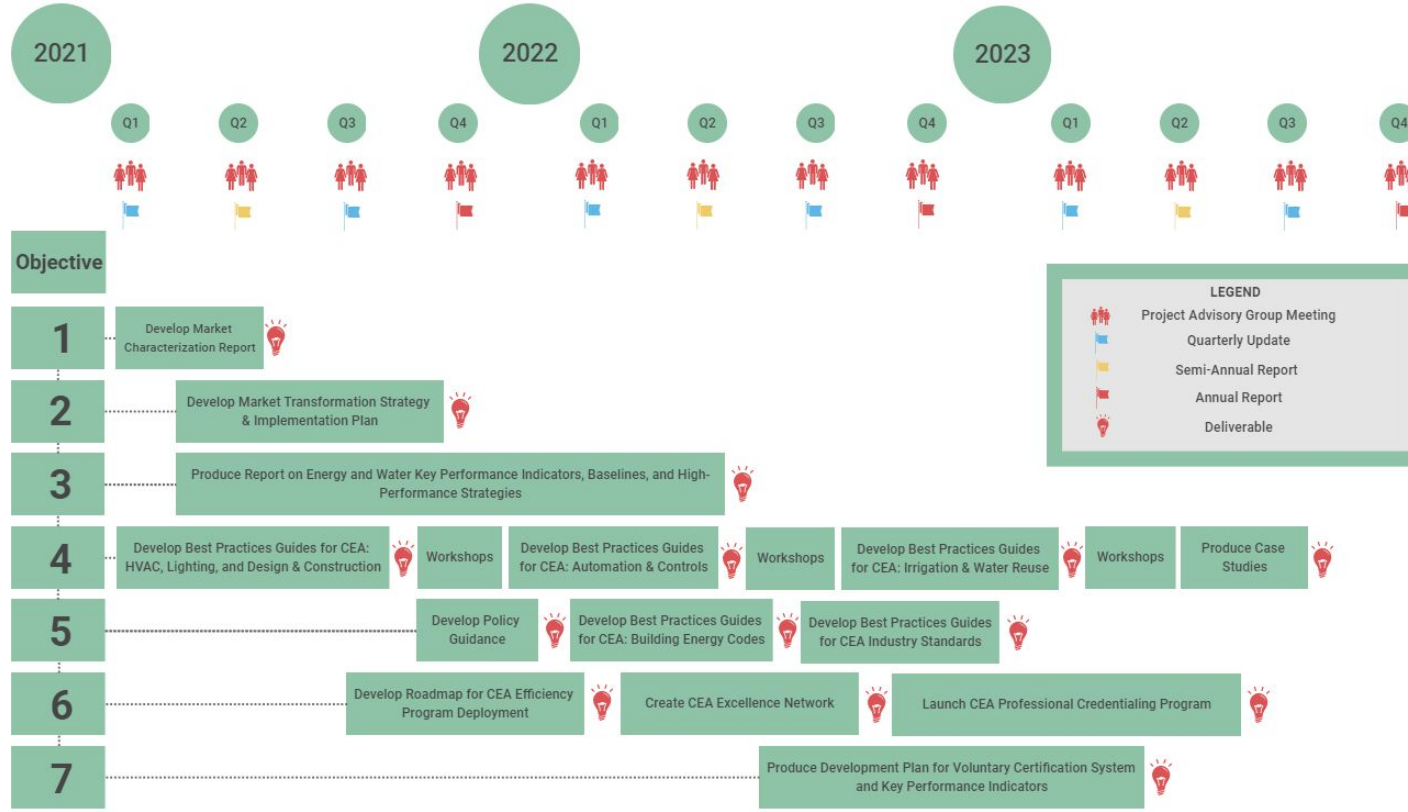 2021
2022
2023
Q1
Q2
Q3
Q4
Q1
Q2
Q3
Q4
Q1
Q2
Q3
Q4
Objective
LEGEND
Project Advisory Group Meeting
Quarterly Update
Semi-Annual Report
Annual Report
Deliverable
1
Develop Market
Characterization Report
2
Develop Market Transformation Strategy
& Implementation Plan
3
Produce Report on Energy and Water Key Performance Indicators, Baselines, and High-
Performance Strategies
4
Develop Best Practices Guides for CEA:
HVAC, Lighting, and Design & Construction
Workshops
Develop Best Practices Guides
for CEA: Automation & Controls
Workshops
Develop Best Practices Guides
for CEA: Irrigation & Water Reuse
Workshops
Produce Case
Studies
5
Develop Policy
Guidance
Develop Best Practices Guides
for CEA: Building Energy Codes
Develop Best Practices Guides
for CEA Industry Standards
6
Develop Roadmap for CEA Efficiency
Program Deployment
Create CEA Excellence Network
Launch CEA Professional Credentialing Program
7
Produce Development Plan for Voluntary Certification System
and Key Performance Indicators